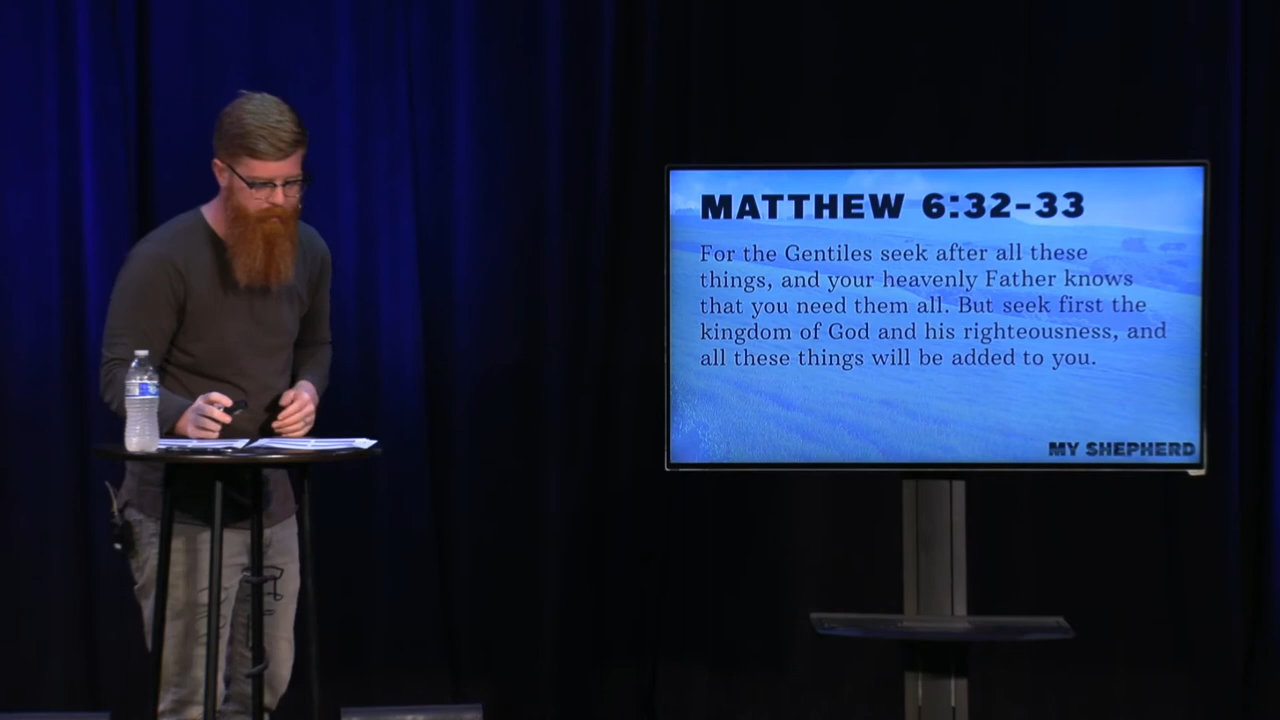 MATTHEW 6:32-33
For the Gentiles seek after all these
things, and your heavenly Father knows
that you need them all. But seek first the
kingdom of God and his righteousness, and
all these things will be added to you.
MY SHEPHERD